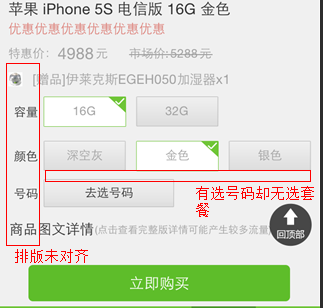 苹果 iPhone 5S 电信版 16G 金色
优惠优惠优惠优惠优惠优惠
特惠价: 4988元 市场价:5288元
[赠品]伊莱克斯EGEH050加湿器x1
容量 16G 32G
颜色 深空灰 金色 银色
号码 去选号码
有选号码却无选套
餐
商品图文详情(点击查看完整版详情可能产生较多流量)
回顶部
排版未对齐
立即购买